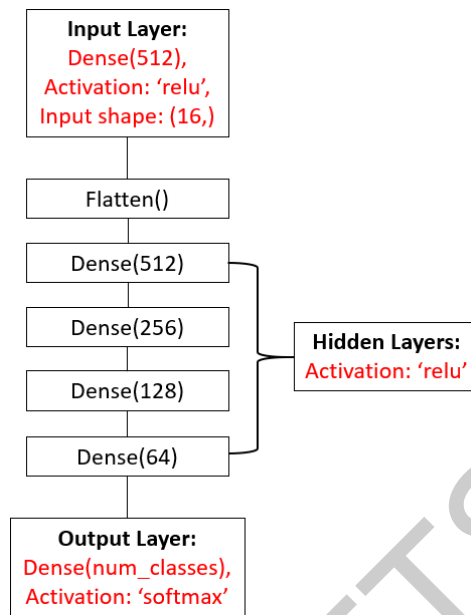 Input Layer:
Dense(512),
Activation: ‘relu’,
Input shape: (16,)
Flatten()
Dense(512)
Dense(256)
Dense(128)
Dense(64)
Hidden Layers:
Activation: ‘relu’
Output Layer:
Dense(num_classes),
Activation: ‘softmax’